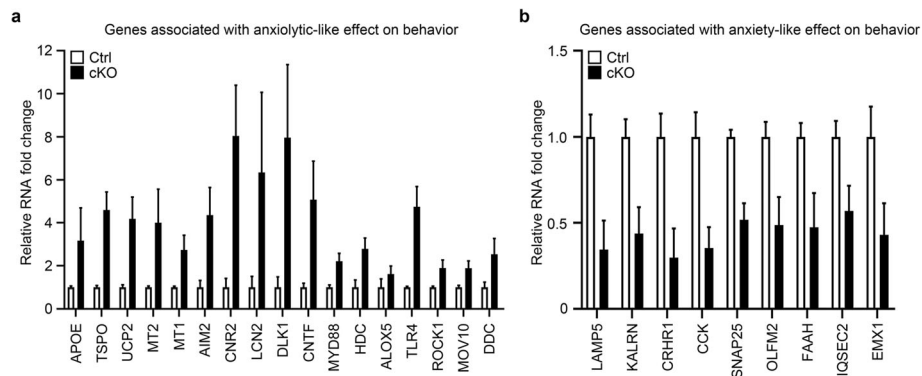 a
Genes associated with anxiolytic-like effect on behavior
Ctrl
cKO
Relative RNA fold change
12
10
8
6
4
2
0
APOE
TSPO
UCP2
MT2
MT1
AIM2
CNR2
LCN2
DLK1
CNTF
MYD88
HDC
ALOX5
TLR4
ROCK1
MOV10
DDC
b
Genes associated with anxiety-like effect on behavior
Ctrl
cKO
Relative RNA fold change
1.5
1.0
0.5
0
LAMP5
KALRN
CRHR1
CCK
SNAP25
OLFM2
FAAH
IQSEC2
EMX1